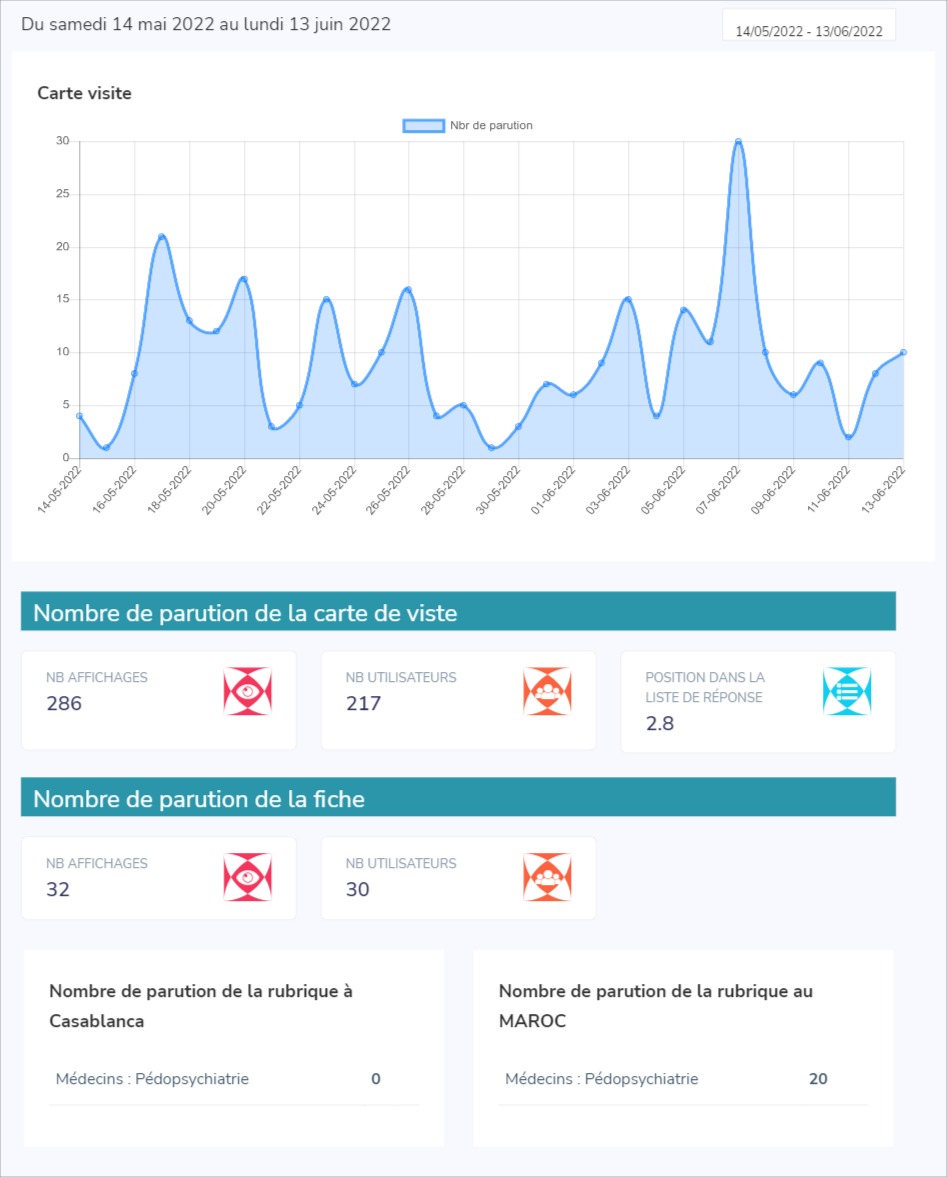 Du samedi 14 mai 2022 au lundi 13 juin 2022
14/05/2022 - 13/06/2022
Carte visite
Nbr de parution
30
25
20
15
10
5
0
14-05-2022
16-05-2022
18-05-2022
20-05-2022
22-05-2022
24-05-2022
26-05-2022
28-05-2022
30-05-2022
01-06-2022
03-06-2022
05-06-2022
07-06-2022
09-06-2022
11-06-2022
13-06-2022
Nombre de parution de la carte de viste
NB AFFICHAGES
286
NB UTILISATEURS
217
POSITION DANS LA
LISTE DE RÉPONSE
2.8
Nombre de parution de la fiche
NB AFFICHAGES
32
NB UTILISATEURS
30
Nombre de parution de la rubrique à
Casablanca
Médecins : Pédopsychiatrie 0
Nombre de parution de la rubrique au
MAROC
Médecins : Pédopsychiatrie 20